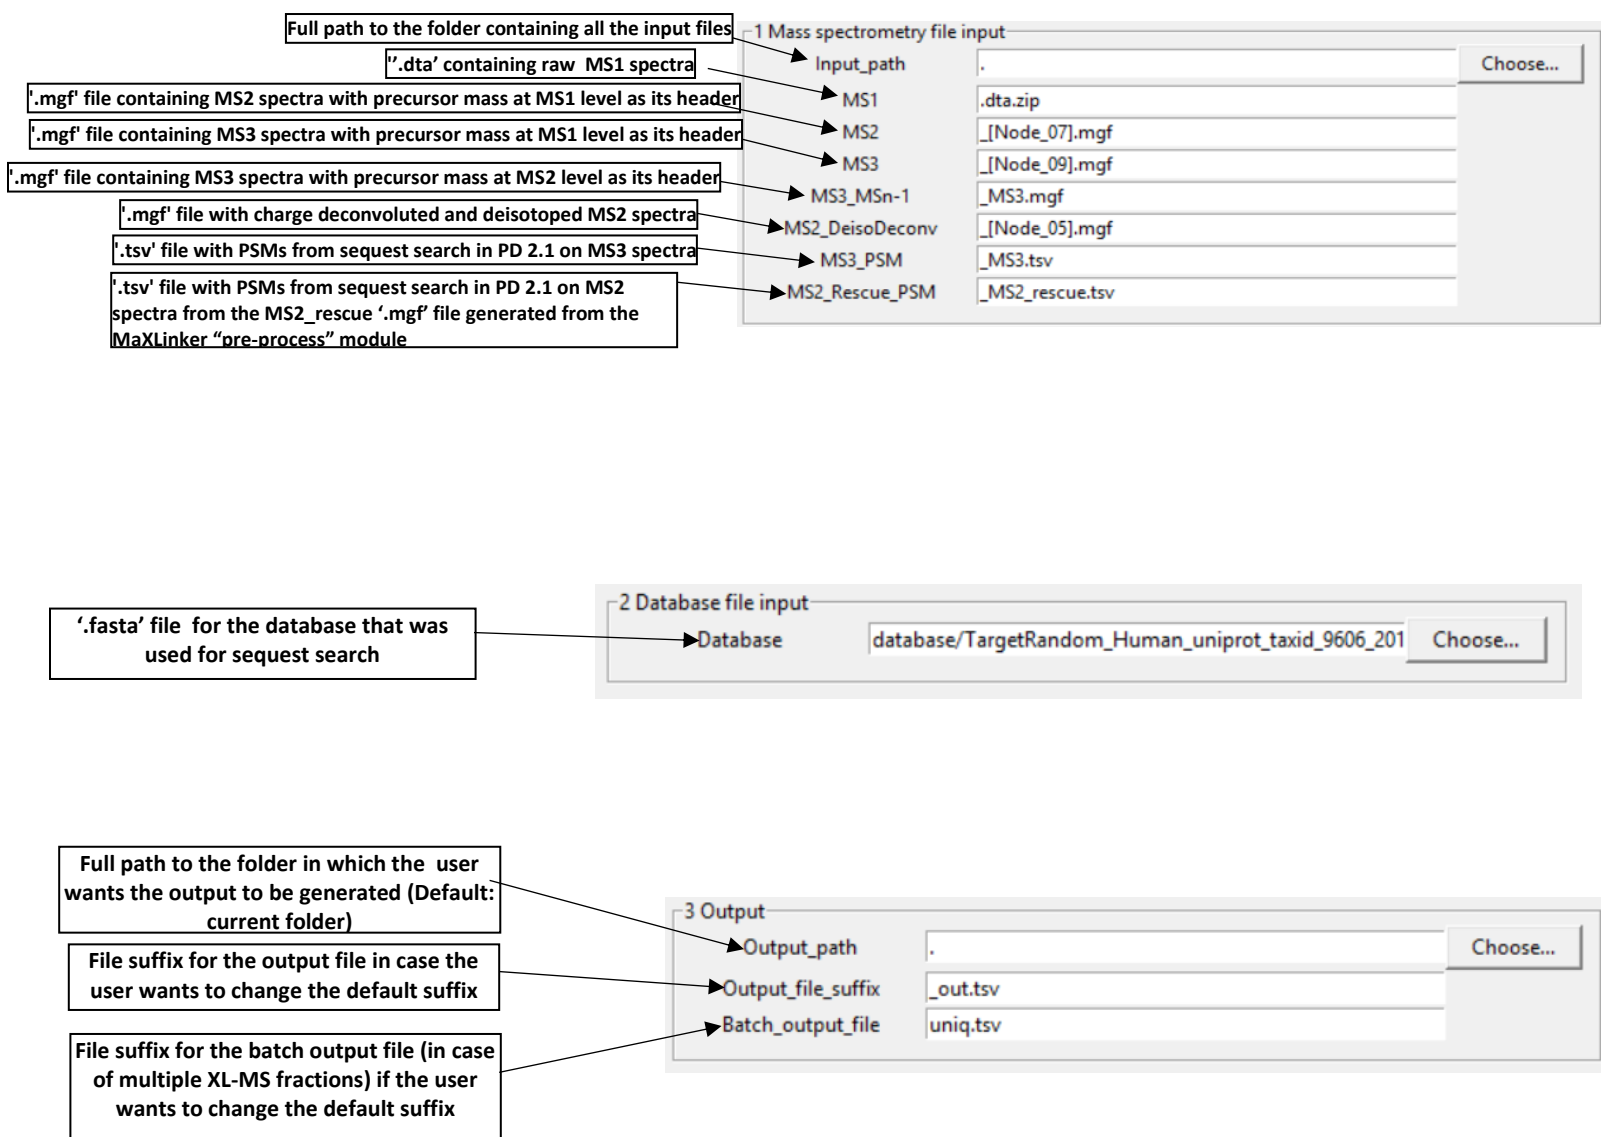 Full path to the folder containing all the input files
1 Mass spectrometry file input
Input_path
.
Choose...
'’.dta’ containing raw  MS1 spectra
MS1
.dta.zip
'.mgf' file containing MS2 spectra with precursor mass at MS1 level as its header
MS2
_[Node_07].mgf
'.mgf' file containing MS3 spectra with precursor mass at MS1 level as its header
MS3
_[Node_09].mgf
'.mgf' file containing MS3 spectra with precursor mass at MS2 level as its header
MS3_MSn-1
_MS3.mgf
'.mgf' file with charge deconvoluted and deisotoped MS2 spectra
MS2_DeisoDeconv
_[Node_05].mgf
'.tsv' file with PSMs from sequest search in PD 2.1 on MS3 spectra
MS3_PSM
_MS3.tsv
'.tsv' file with PSMs from sequest search in PD 2.1 on MS2
spectra from the MS2_rescue ‘.mgf’ file generated from the
MaXLinker “pre-process” module
MS2_Rescue_PSM
_MS2_rescue.tsv
2 Database file input
‘.fasta’ file  for the database that was
used for sequest search
Database
database/TargetRandom_Human_uniprot_taxid_9606_201
Choose...
Full path to the folder in which the  user
wants the output to be generated (Default:
current folder)
3 Output
Output_path
.
Choose...
File suffix for the output file in case the
user wants to change the default suffix
Output_file_suffix
_out.tsv
File suffix for the batch output file (in case
of multiple XL-MS fractions) if the user
wants to change the default suffix
Batch_output_file
uniq.tsv